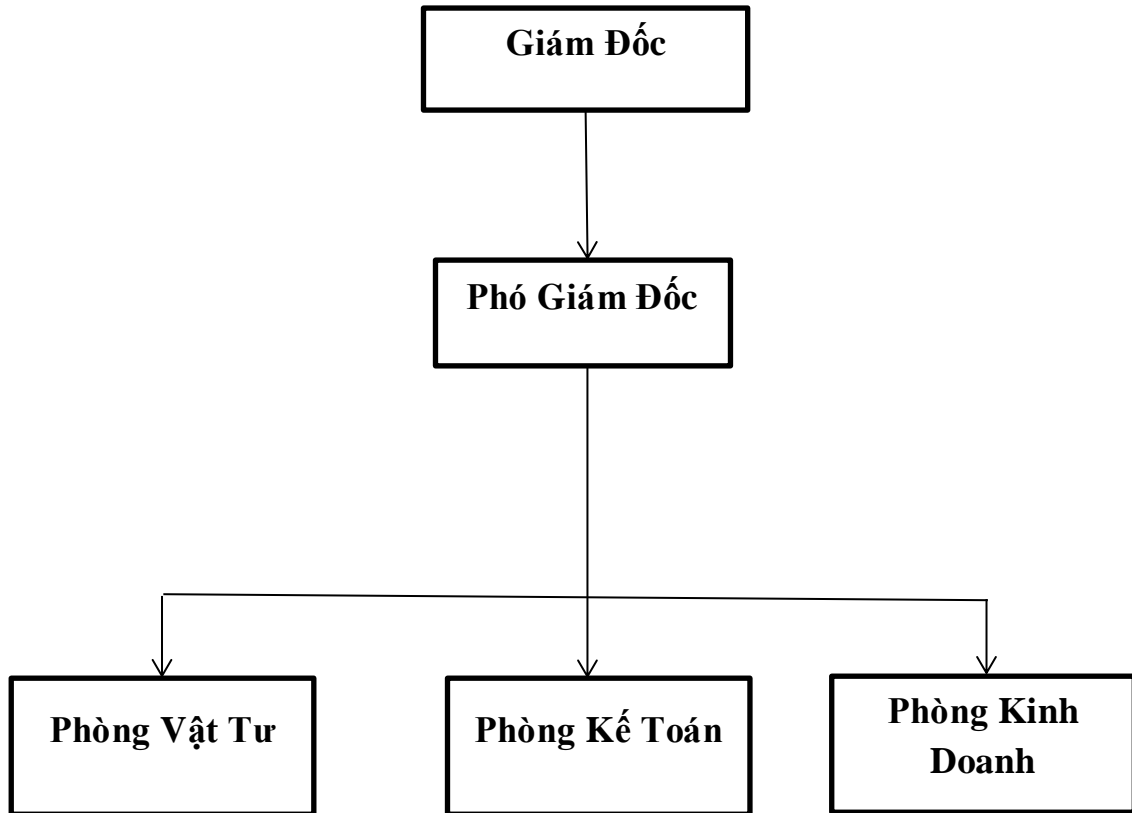 Giám Đốc
Phó Giám Đốc
Phòng Vật Tư
Phòng Kế Toán
Phòng Kinh
Doanh